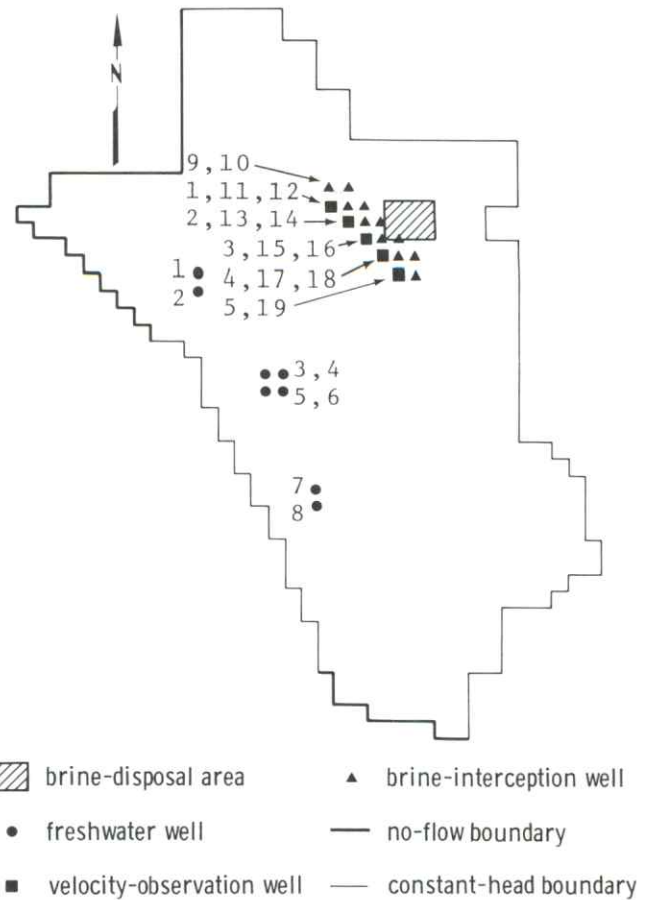 N
9,10
1,11,12
2,13,14
3,15,16
1
4,17,18
2
5,19
3,4
5,6
7
8
brine-disposal area
brine-interception well
freshwater well
no-flow boundary
velocity-observation well
constant-head boundary